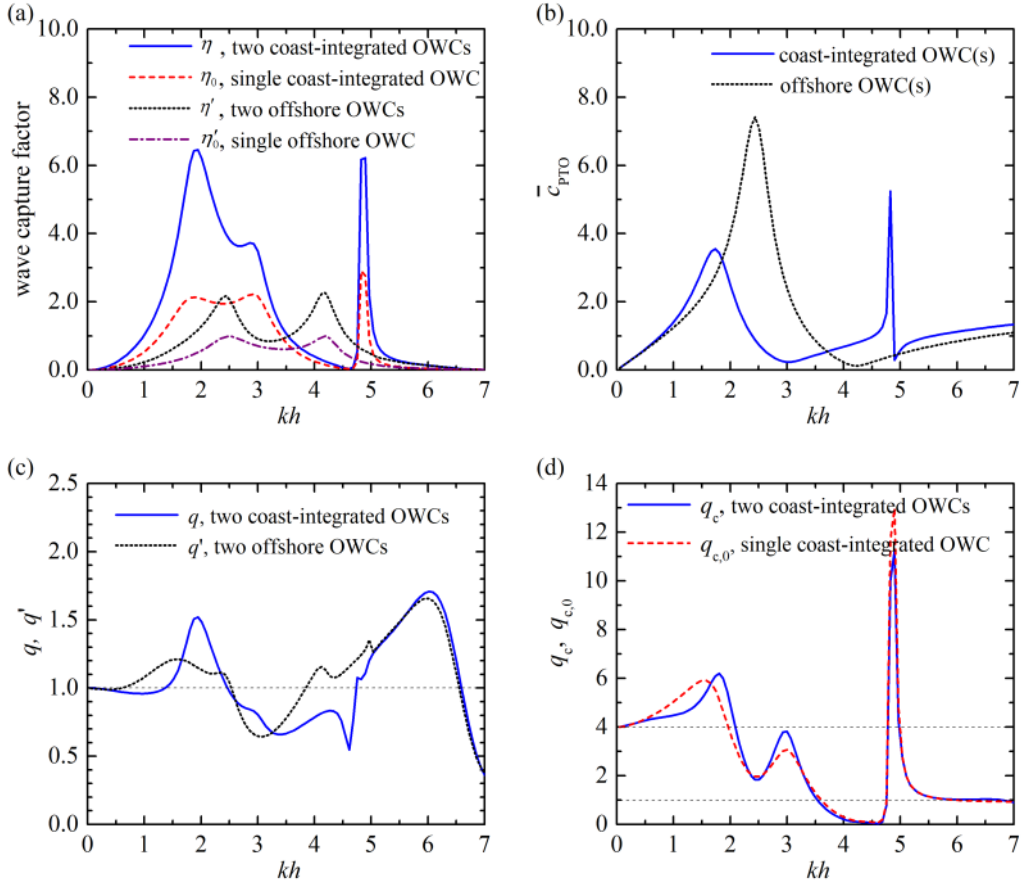 (a)
10.0
8.0
6.0
4.0
2.0
0.0
wave capture factor
η , two coast-integrated OWCs
η₀, single coast-integrated OWC
η′ , two offshore OWCs
η′₀, single offshore OWC
0 1 2 3 4 5 6 7
kh
(b)
10.0
8.0
6.0
4.0
2.0
0.0
c̄_PTO
coast-integrated OWC(s)
offshore OWC(s)
0 1 2 3 4 5 6 7
kh
(c)
2.5
2.0
1.5
1.0
0.5
0.0
q, q'
q, two coast-integrated OWCs
q', two offshore OWCs
0 1 2 3 4 5 6 7
kh
(d)
14
12
10
8
6
4
2
0
q_c, q_c,0
q_c, two coast-integrated OWCs
q_c,0, single coast-integrated OWC
0 1 2 3 4 5 6 7
kh